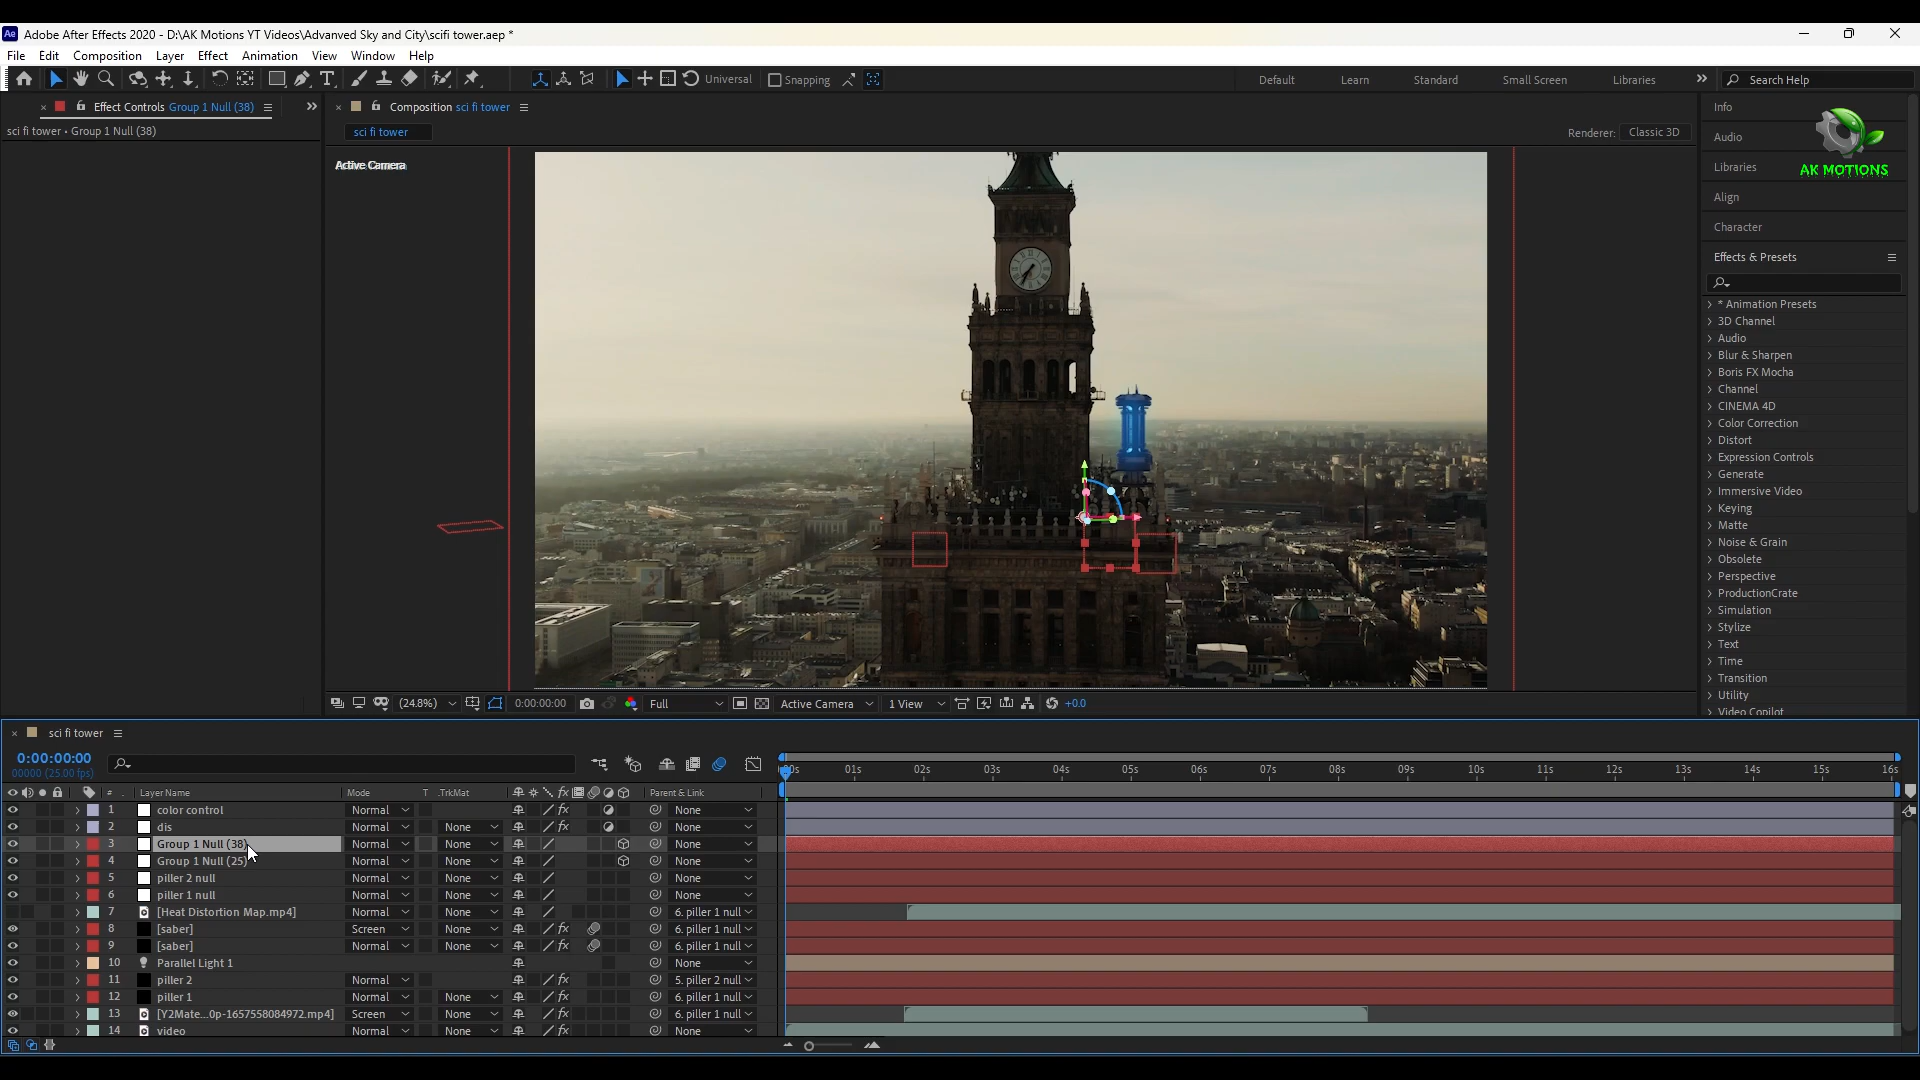 Adobe After Effects 2020 - D:\AK Motions YT Videos\Advanved Sky and City\scifi tower.aep *
File Edit Composition Layer Effect Animation View Window Help
Universal Snapping Default Learn Standard Small Screen Libraries Search Help
Effect Controls Group 1 Null (38)
sci fi tower • Group 1 Null (38)
Composition sci fi tower
sci fi tower
Renderer: Classic 3D
Active Camera
Info
Audio
Libraries
AK MOTIONS
Align
Character
Effects & Presets
* Animation Presets
3D Channel
Audio
Blur & Sharpen
Boris FX Mocha
Channel
CINEMA 4D
Color Correction
Distort
Expression Controls
Generate
Immersive Video
Keying
Matte
Noise & Grain
Obsolete
Perspective
ProductionCrate
Simulation
Stylize
Text
Time
Transition
Utility
Video Copilot
(24.8%) 0:00:00:00 Full Active Camera 1 View +0.0
sci fi tower
0:00:00:00
00000 (25.00 fps)
00s 01s 02s 03s 04s 05s 06s 07s 08s 09s 10s 11s 12s 13s 14s 15s 16s
# Layer Name Mode T .TrkMat Parent & Link
1 color control Normal None
2 dis Normal None None
3 Group 1 Null (38) Normal None None
4 Group 1 Null (25) Normal None None
5 piller 2 null Normal None None
6 piller 1 null Normal None None
7 [Heat Distortion Map.mp4] Normal None 6. piller 1 null
8 [saber] Screen None 6. piller 1 null
9 [saber] Normal None 6. piller 1 null
10 Parallel Light 1 None
11 piller 2 Normal 5. piller 2 null
12 piller 1 Normal None 6. piller 1 null
13 [Y2Mate...0p-1657558084972.mp4] Screen None 6. piller 1 null
14 video Normal None None